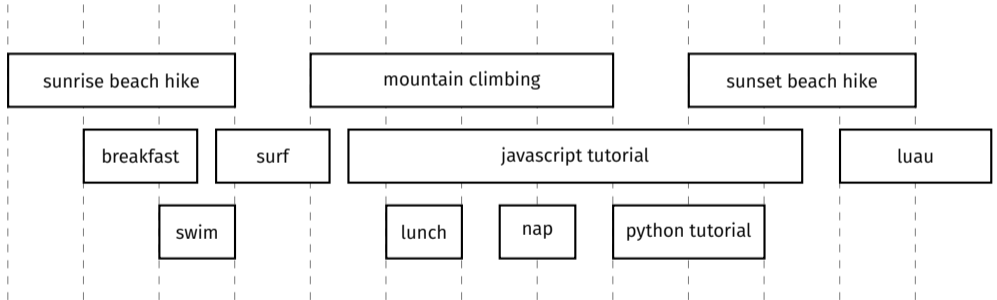 sunrise beach hike
mountain climbing
sunset beach hike
breakfast
surf
javascript tutorial
luau
swim
lunch
nap
python tutorial